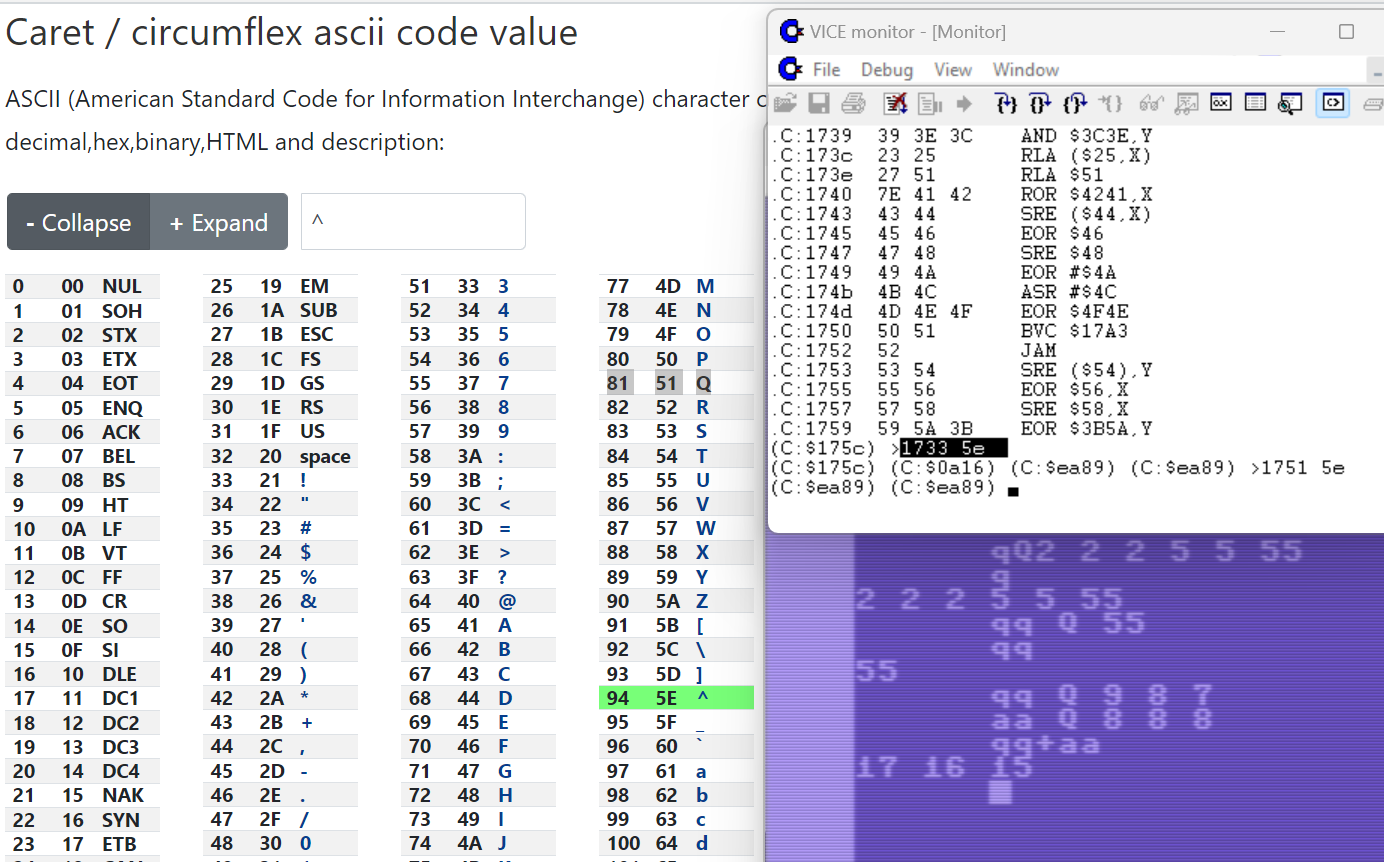 Caret / circumflex ascii code value
ASCII (American Standard Code for Information Interchange) character
decimal,hex,binary,HTML and description:
- Collapse + Expand ^
0 00 NUL 25 19 EM 51 33 3 77 4D M
1 01 SOH 26 1A SUB 52 34 4 78 4E N
2 02 STX 27 1B ESC 53 35 5 79 4F O
3 03 ETX 28 1C FS 54 36 6 80 50 P
4 04 EOT 29 1D GS 55 37 7 81 51 Q
5 05 ENQ 30 1E RS 56 38 8 82 52 R
6 06 ACK 31 1F US 57 39 9 83 53 S
7 07 BEL 32 20 space 58 3A : 84 54 T
8 08 BS 33 21 ! 59 3B ; 85 55 U
9 09 HT 34 22 " 60 3C < 86 56 V
10 0A LF 35 23 # 61 3D = 87 57 W
11 0B VT 36 24 $ 62 3E > 88 58 X
12 0C FF 37 25 % 63 3F ? 89 59 Y
13 0D CR 38 26 & 64 40 @ 90 5A Z
14 0E SO 39 27 ' 65 41 A 91 5B [
15 0F SI 40 28 ( 66 42 B 92 5C \
16 10 DLE 41 29 ) 67 43 C 93 5D ]
17 11 DC1 42 2A * 68 44 D 94 5E ^
18 12 DC2 43 2B + 69 45 E 95 5F _
19 13 DC3 44 2C , 70 46 F 96 60 `
20 14 DC4 45 2D - 71 47 G 97 61 a
21 15 NAK 46 2E . 72 48 H 98 62 b
22 16 SYN 47 2F / 73 49 I 99 63 c
23 17 ETB 48 30 0 74 4A J 100 64 d
VICE monitor - [Monitor]
File Debug View Window
.C:1739 39 3E 3C AND $3C3E,Y
.C:173c 23 25 RLA ($25,X)
.C:173e 27 51 RLA $51
.C:1740 7E 41 42 ROR $4241,X
.C:1743 43 44 SRE ($44,X)
.C:1745 45 46 EOR $46
.C:1747 47 48 SRE $48
.C:1749 49 4A EOR #$4A
.C:174b 4B 4C ASR #$4C
.C:174d 4D 4E 4F EOR $4F4E
.C:1750 50 51 BVC $17A3
.C:1752 52 JAM
.C:1753 53 54 SRE ($54),Y
.C:1755 55 56 EOR $56,X
.C:1757 57 58 SRE $58,X
.C:1759 59 5A 3B EOR $3B5A,Y
(C:$175c) >1733 5e
(C:$175c) (C:$0a16) (C:$ea89) (C:$ea89) >1751 5e
(C:$ea89) (C:$ea89)
qQ2 2 2 5 5 55
q
2 2 2 5 5 55
qq Q 55
qq
55
qq Q 9 8 7
aa Q 8 8 8
qq+aa
17 16 15